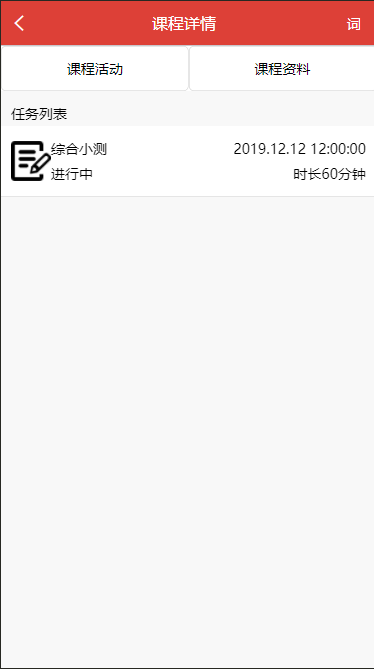 课程详情 词
课程活动 课程资料
任务列表
综合小测 2019.12.12 12:00:00
进行中 时长60分钟